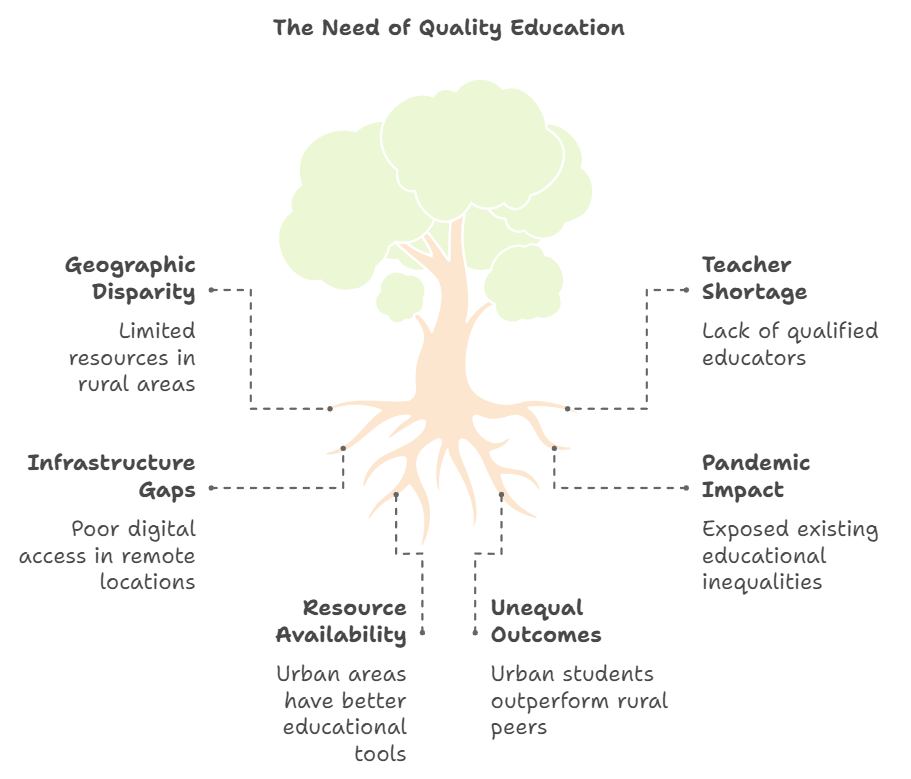 The Need of Quality Education
Geographic
Disparity
Limited
resources in
rural areas
Teacher
Shortage
Lack of qualified
educators
Infrastructure
Gaps
Poor digital
access in remote
locations
Pandemic
Impact
Exposed existing
educational
inequalities
Resource
Availability
Urban areas
have better
educational
tools
Unequal
Outcomes
Urban students
outperform rural
peers